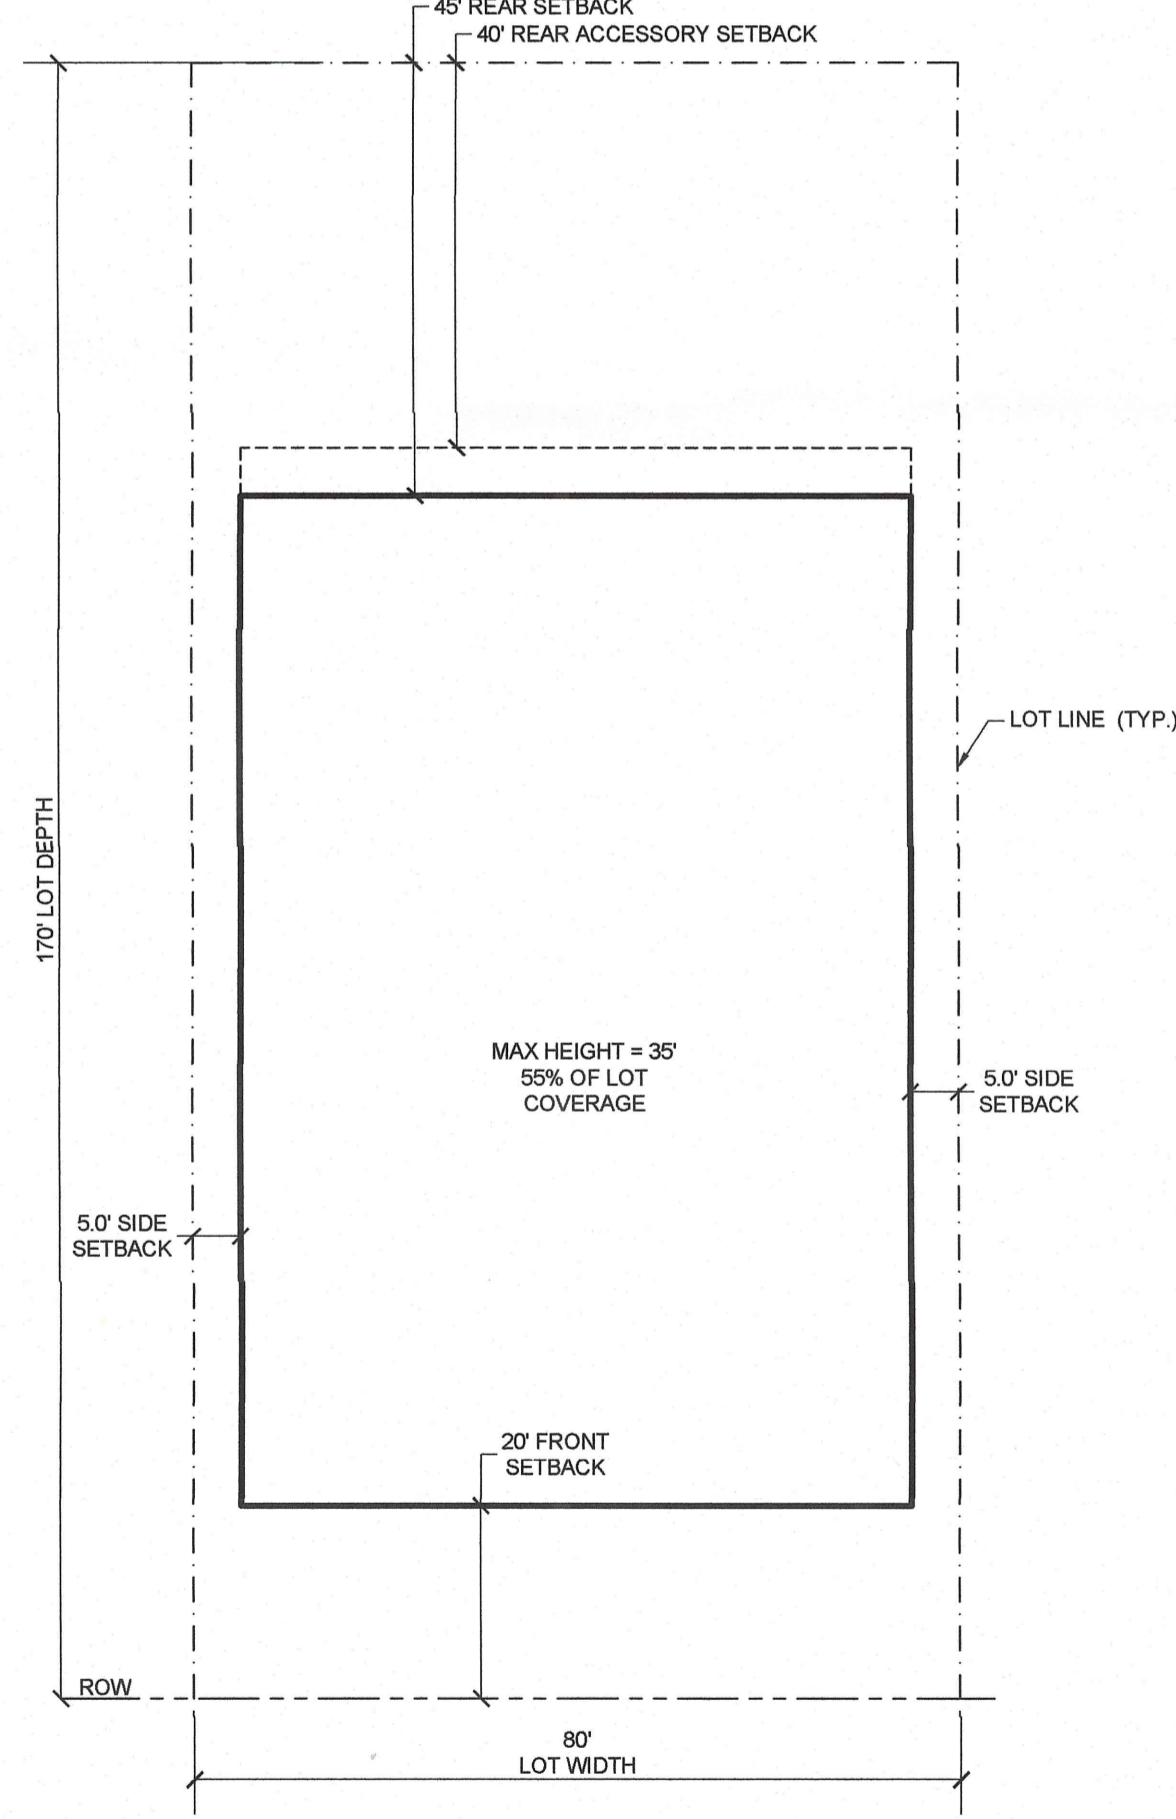 45' REAR SETBACK
40' REAR ACCESSORY SETBACK
LOT LINE (TYP.)
170' LOT DEPTH
MAX HEIGHT = 35'
55% OF LOT
COVERAGE
5.0' SIDE
SETBACK
5.0' SIDE
SETBACK
20' FRONT
SETBACK
ROW
80'
LOT WIDTH